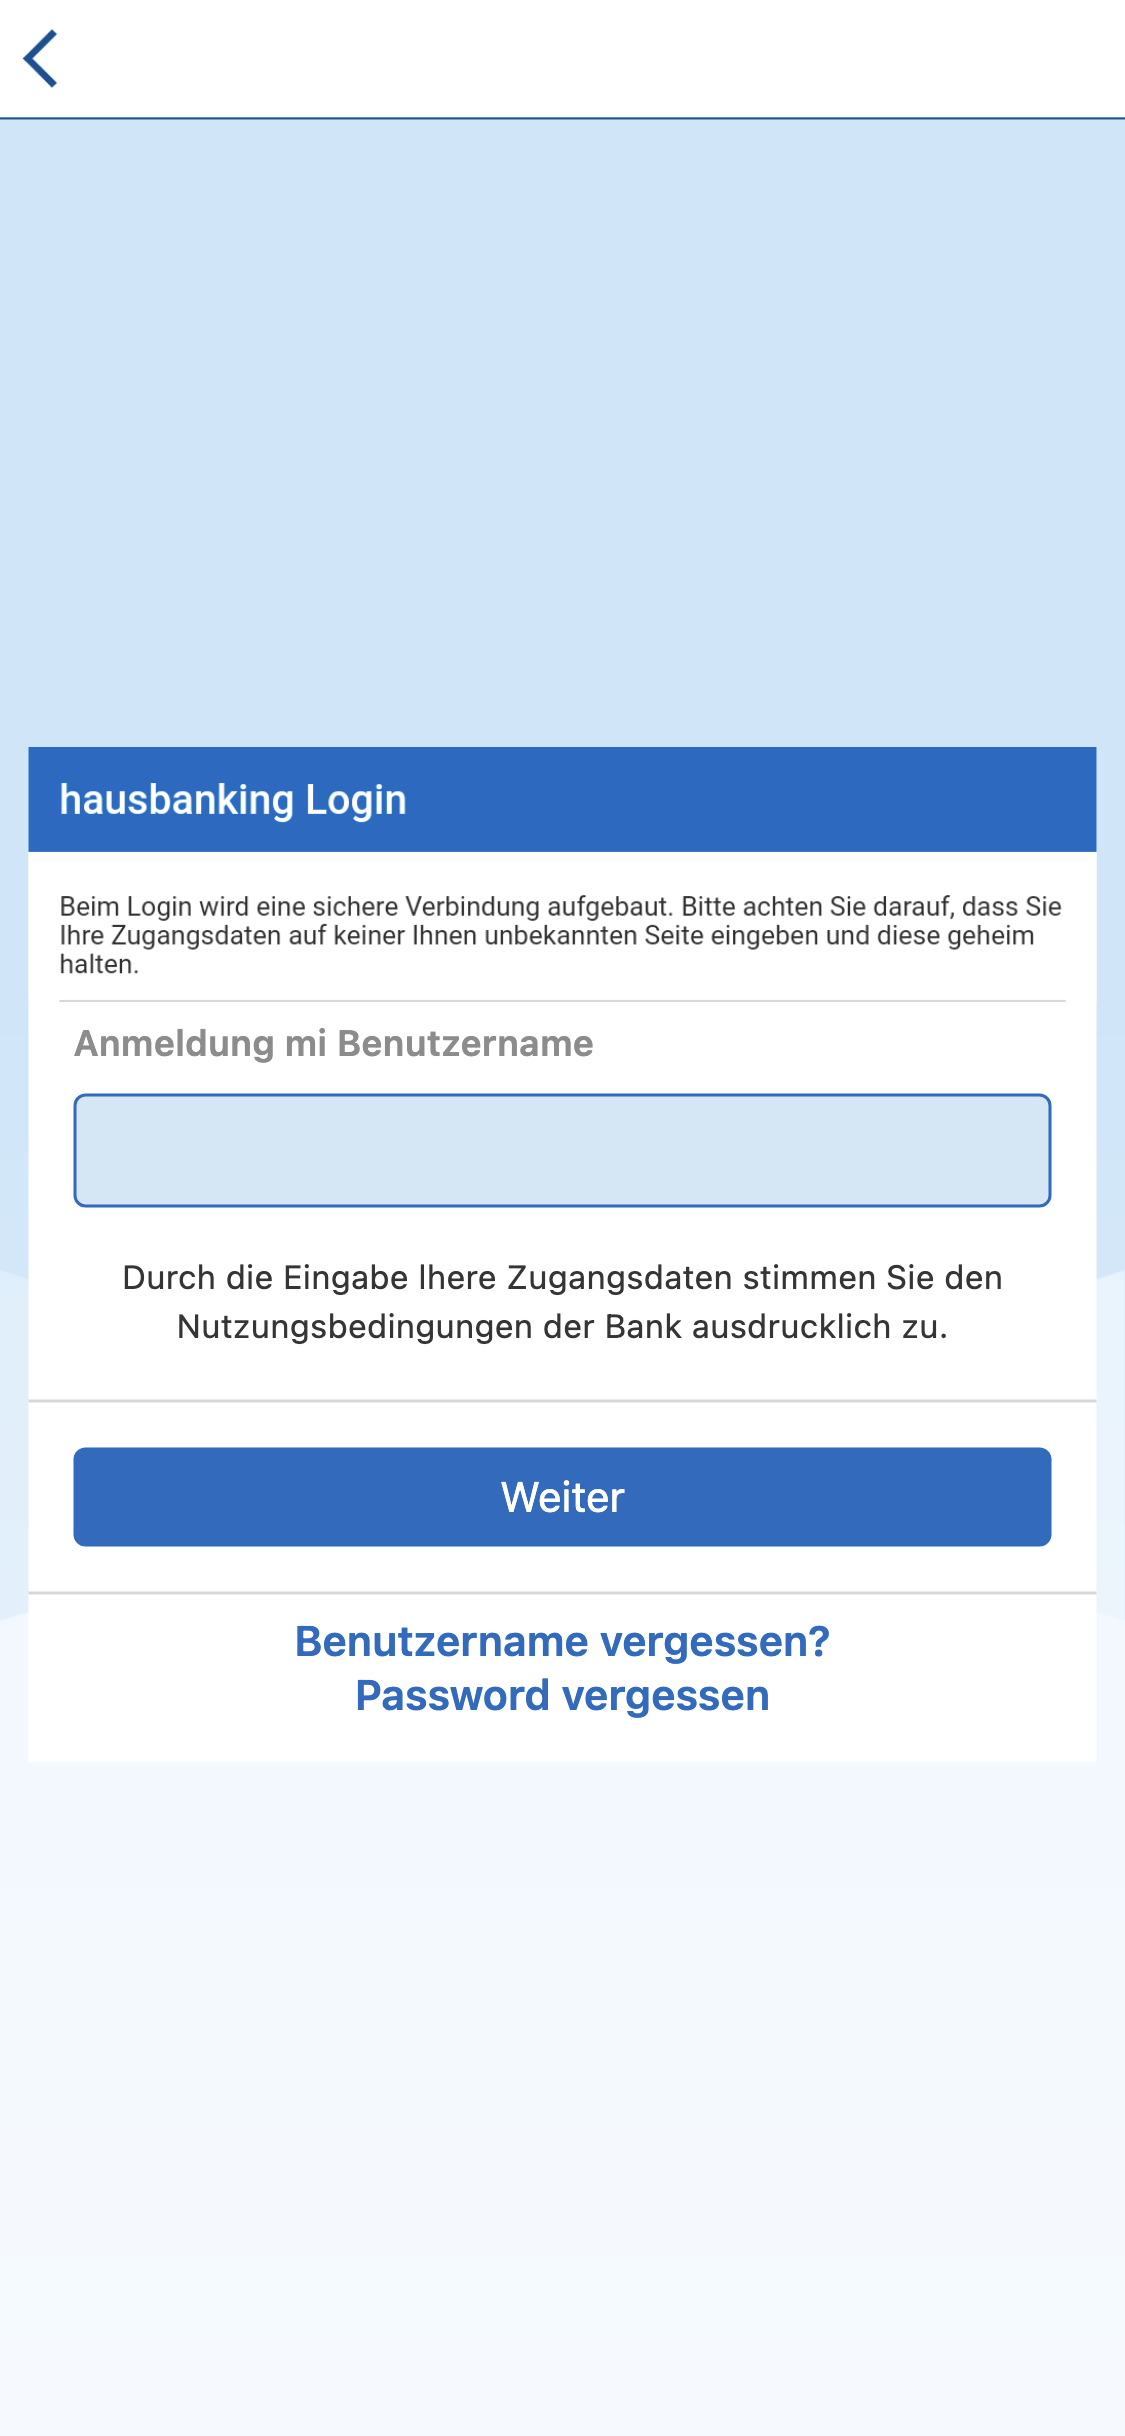 hausbanking Login
Beim Login wird eine sichere Verbindung aufgebaut. Bitte achten Sie darauf, dass Sie
Ihre Zugangsdaten auf keiner Ihnen unbekannten Seite eingeben und diese geheim
halten.
Anmeldung mi Benutzername
Durch die Eingabe lhere Zugangsdaten stimmen Sie den
Nutzungsbedingungen der Bank ausdrucklich zu.
Weiter
Benutzername vergessen?
Password vergessen